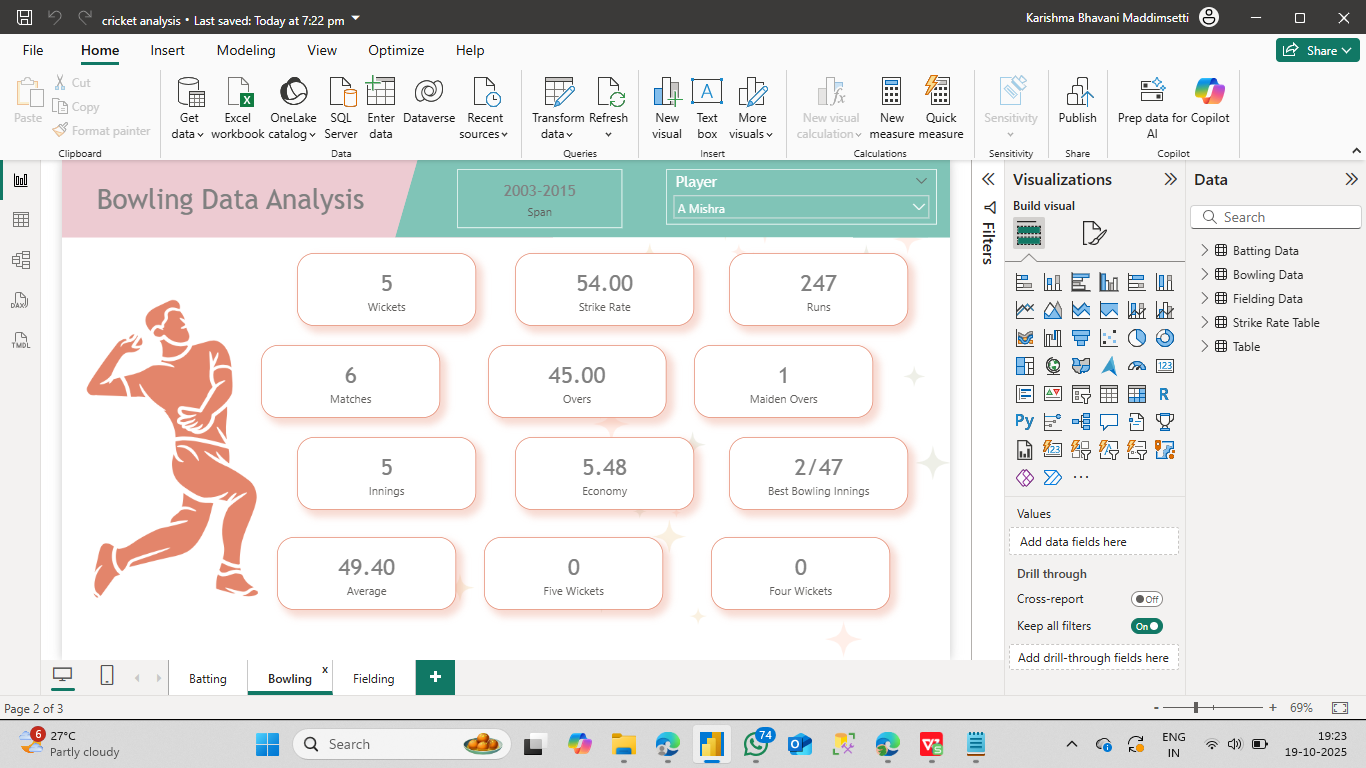 cricket analysis • Last saved: Today at 7:22 pm
Karishma Bhavani Maddimsetti
File Home Insert Modeling View Optimize Help
Share
Paste
Cut
Copy
Format painter
Clipboard
Get data
Excel workbook
OneLake catalog
SQL Server
Enter data
Dataverse
Recent sources
Data
Transform data
Refresh
Queries
New visual
Text box
More visuals
Insert
New visual calculation
New measure
Quick measure
Calculations
Sensitivity
Sensitivity
Publish
Share
Prep data for AI
Copilot
Copilot
Bowling Data Analysis
2003-2015
Span
Player
A Mishra
5
Wickets
54.00
Strike Rate
247
Runs
6
Matches
45.00
Overs
1
Maiden Overs
5
Innings
5.48
Economy
2/47
Best Bowling Innings
49.40
Average
0
Five Wickets
0
Four Wickets
Filters
Visualizations
Build visual
Values
Add data fields here
Drill through
Cross-report
Off
Keep all filters
On
Add drill-through fields here
Data
Search
Batting Data
Bowling Data
Fielding Data
Strike Rate Table
Table
DAX
TMDL
123
R
Py
123
Batting
Bowling x
Fielding
+
Page 2 of 3
- + 69%
6
27°C
Partly cloudy
Search
74
ENG
IN
19:23
19-10-2025